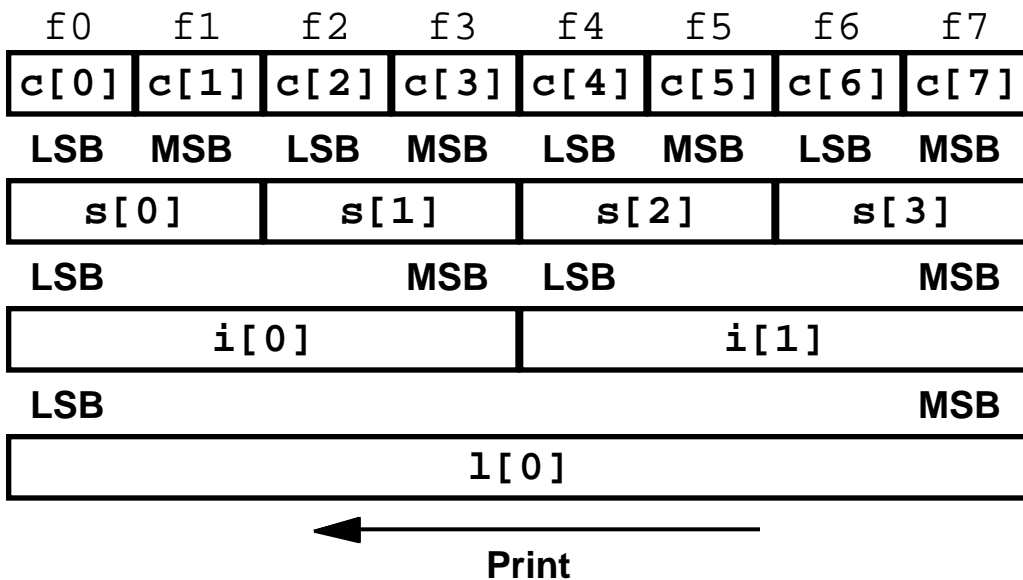 f0 f1 f2 f3 f4 f5 f6 f7
c[0] c[1] c[2] c[3] c[4] c[5] c[6] c[7]
LSB MSB LSB MSB LSB MSB LSB MSB
s[0] s[1] s[2] s[3]
LSB MSB LSB MSB
i[0] i[1]
LSB MSB
l[0]
Print